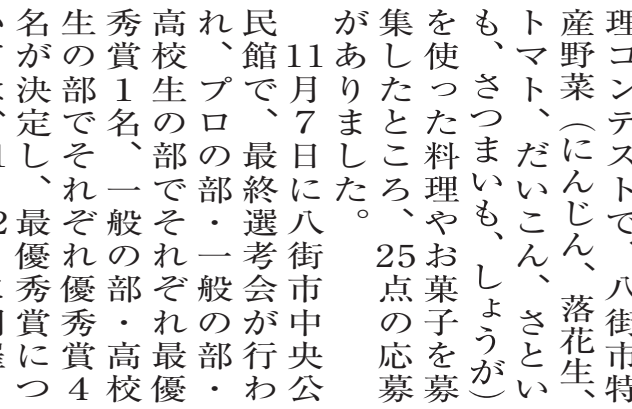 理コンテストで、八街市特
産野菜（にんじん、落花生、
トマト、だいこん、さとい
も、さつまいも、しょうが）
を使った料理やお菓子を募
集したところ、25点の応募
がありました。
11月7日に八街市中央公
民館で、最終選考会が行わ
れ、プロの部・一般の部・
高校生の部でそれぞれ最優
秀賞1名、一般の部・高校
生の部でそれぞれ優秀賞4
名が決定し、最優秀賞につ